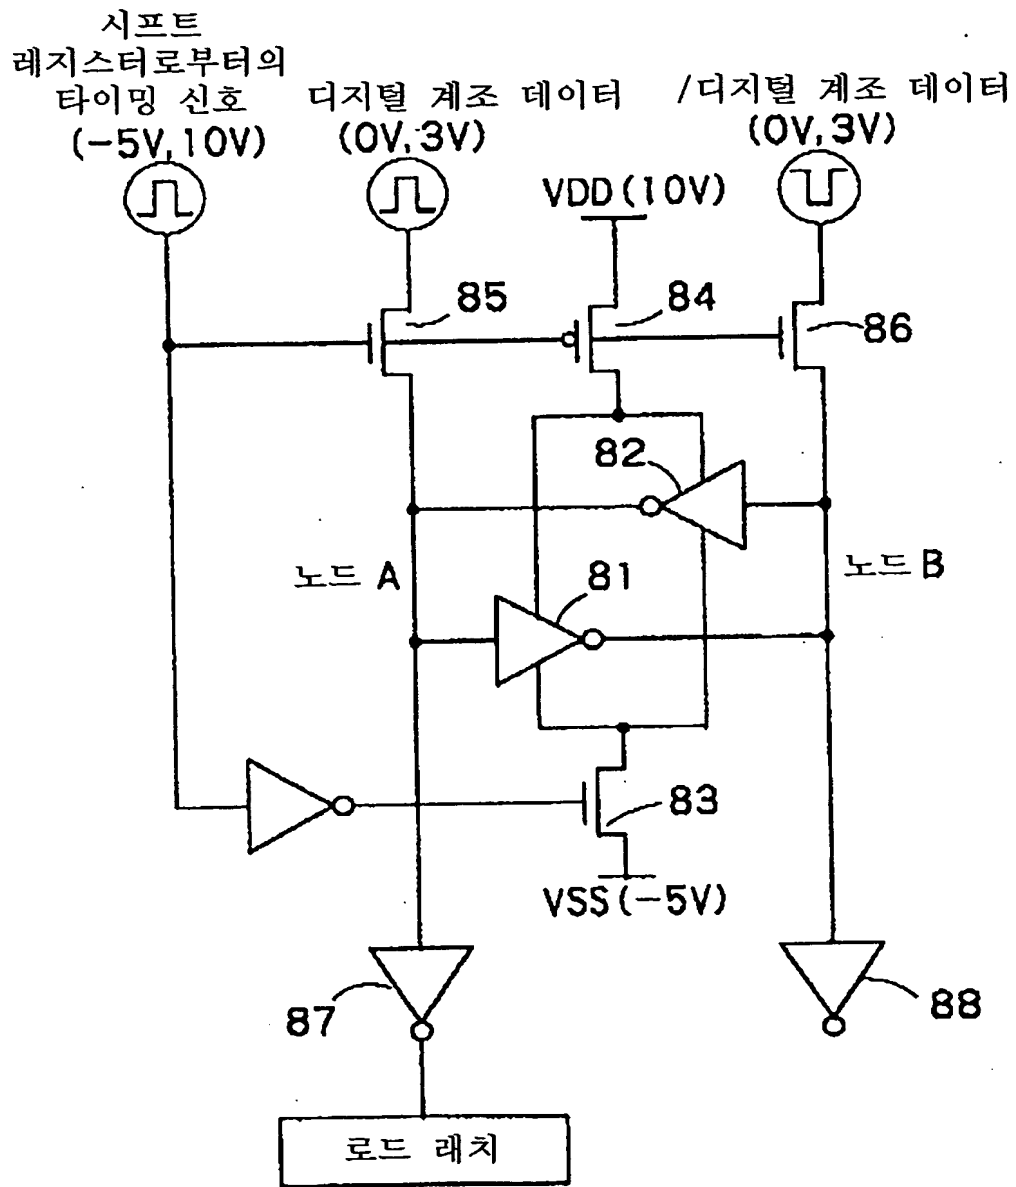 시프트
레지스터로부터의
타이밍 신호
(-5V,10V)
디지털 계조 데이터
(0V,3V)
/디지털 계조 데이터
(0V,3V)
VDD(10V)
85
84
86
82
노드 A
81
노드 B
83
VSS(-5V)
87
88
로드 래치